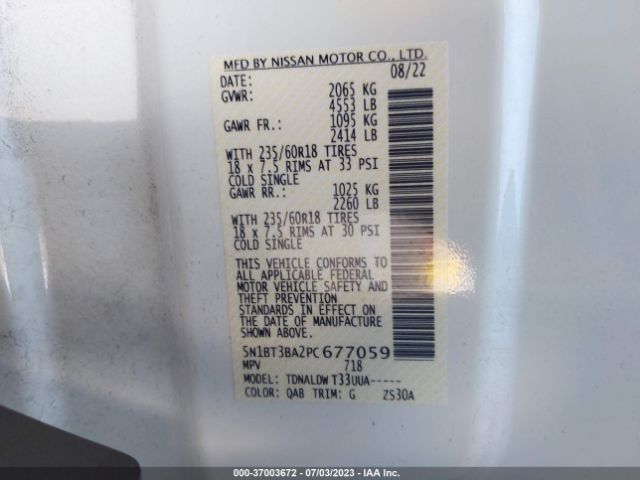 MFD BY NISSAN MOTOR CO., LTD.
DATE: 08/22
GVWR: 2065 KG
4553 LB
GAWR FR.: 1095 KG
2414 LB
WITH 235/60R18 TIRES
18 x 7.5 RIMS AT 33 PSI
COLD SINGLE
GAWR RR.: 1025 KG
2260 LB
WITH 235/60R18 TIRES
18 x 7.5 RIMS AT 30 PSI
COLD SINGLE
THIS VEHICLE CONFORMS TO
ALL APPLICABLE FEDERAL
MOTOR VEHICLE SAFETY AND
THEFT PREVENTION
STANDARDS IN EFFECT ON
THE DATE OF MANUFACTURE
SHOWN ABOVE.
5N1BT3BA2PC677059
MPV 718
MODEL: TDNALDW T33UUA-----
COLOR: QAB TRIM: G ZS30A
000-37003672 - 07/03/2023 - IAA Inc.